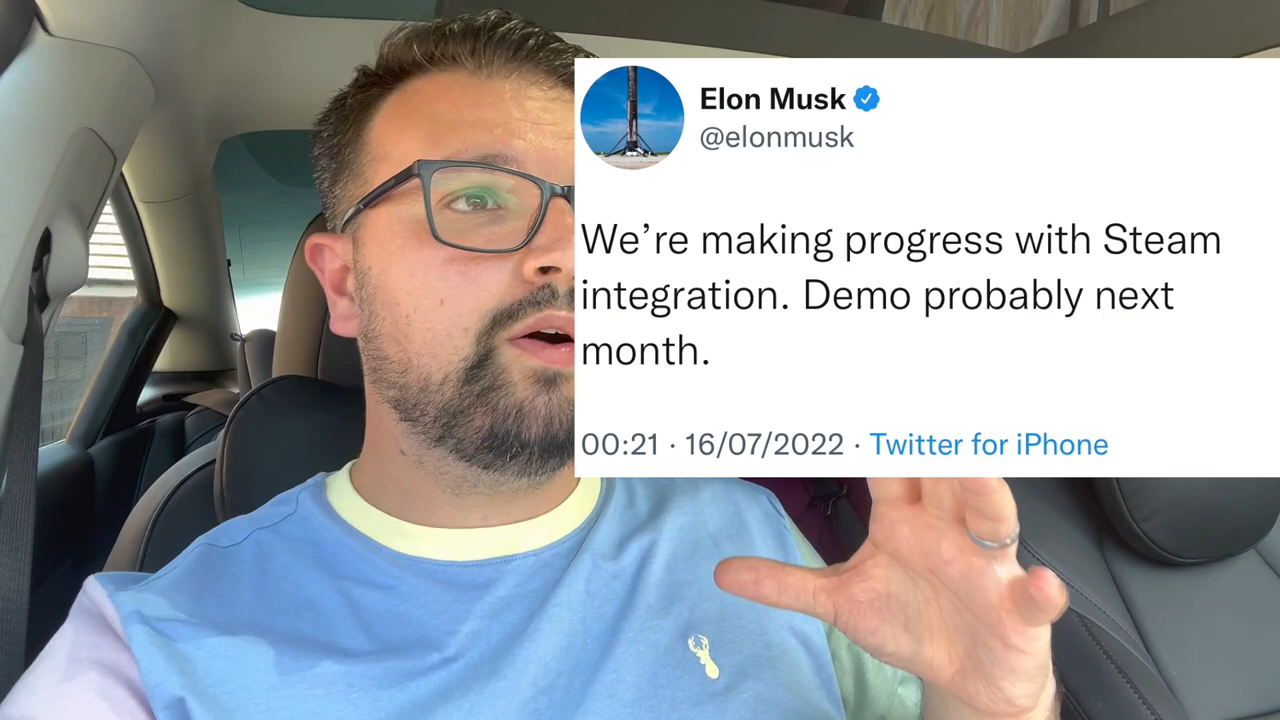 Elon Musk
@elonmusk
We’re making progress with Steam
integration. Demo probably next
month.
00:21 · 16/07/2022 · Twitter for iPhone